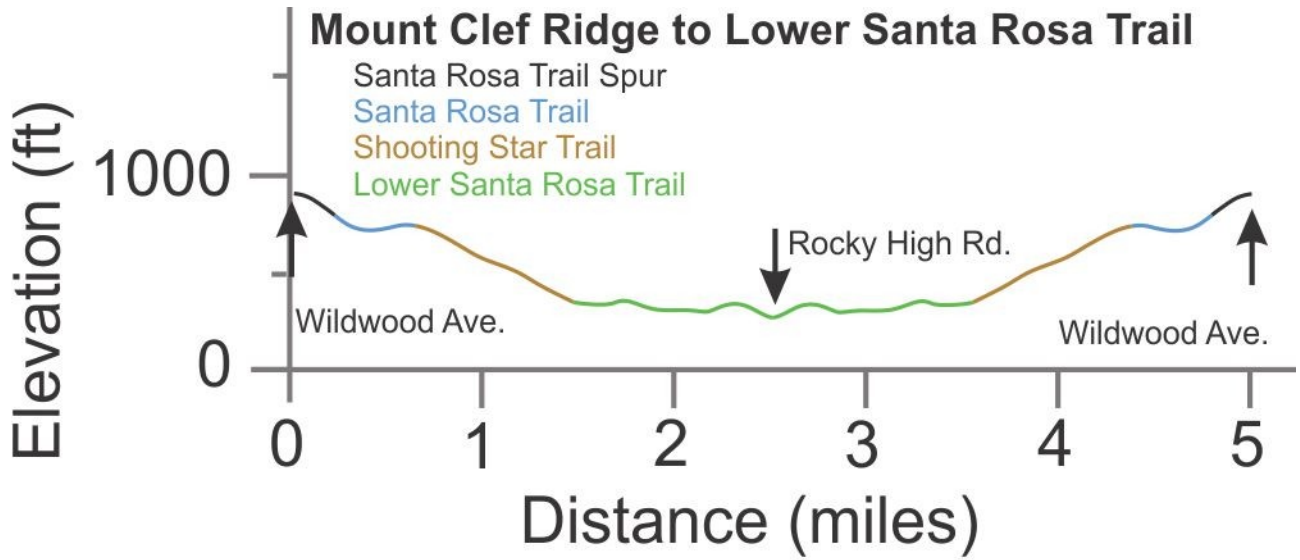 Mount Clef Ridge to Lower Santa Rosa Trail
Santa Rosa Trail Spur
Santa Rosa Trail
Shooting Star Trail
Lower Santa Rosa Trail
Elevation (ft)
1000
0
Rocky High Rd.
Wildwood Ave.
Wildwood Ave.
0 1 2 3 4 5
Distance (miles)